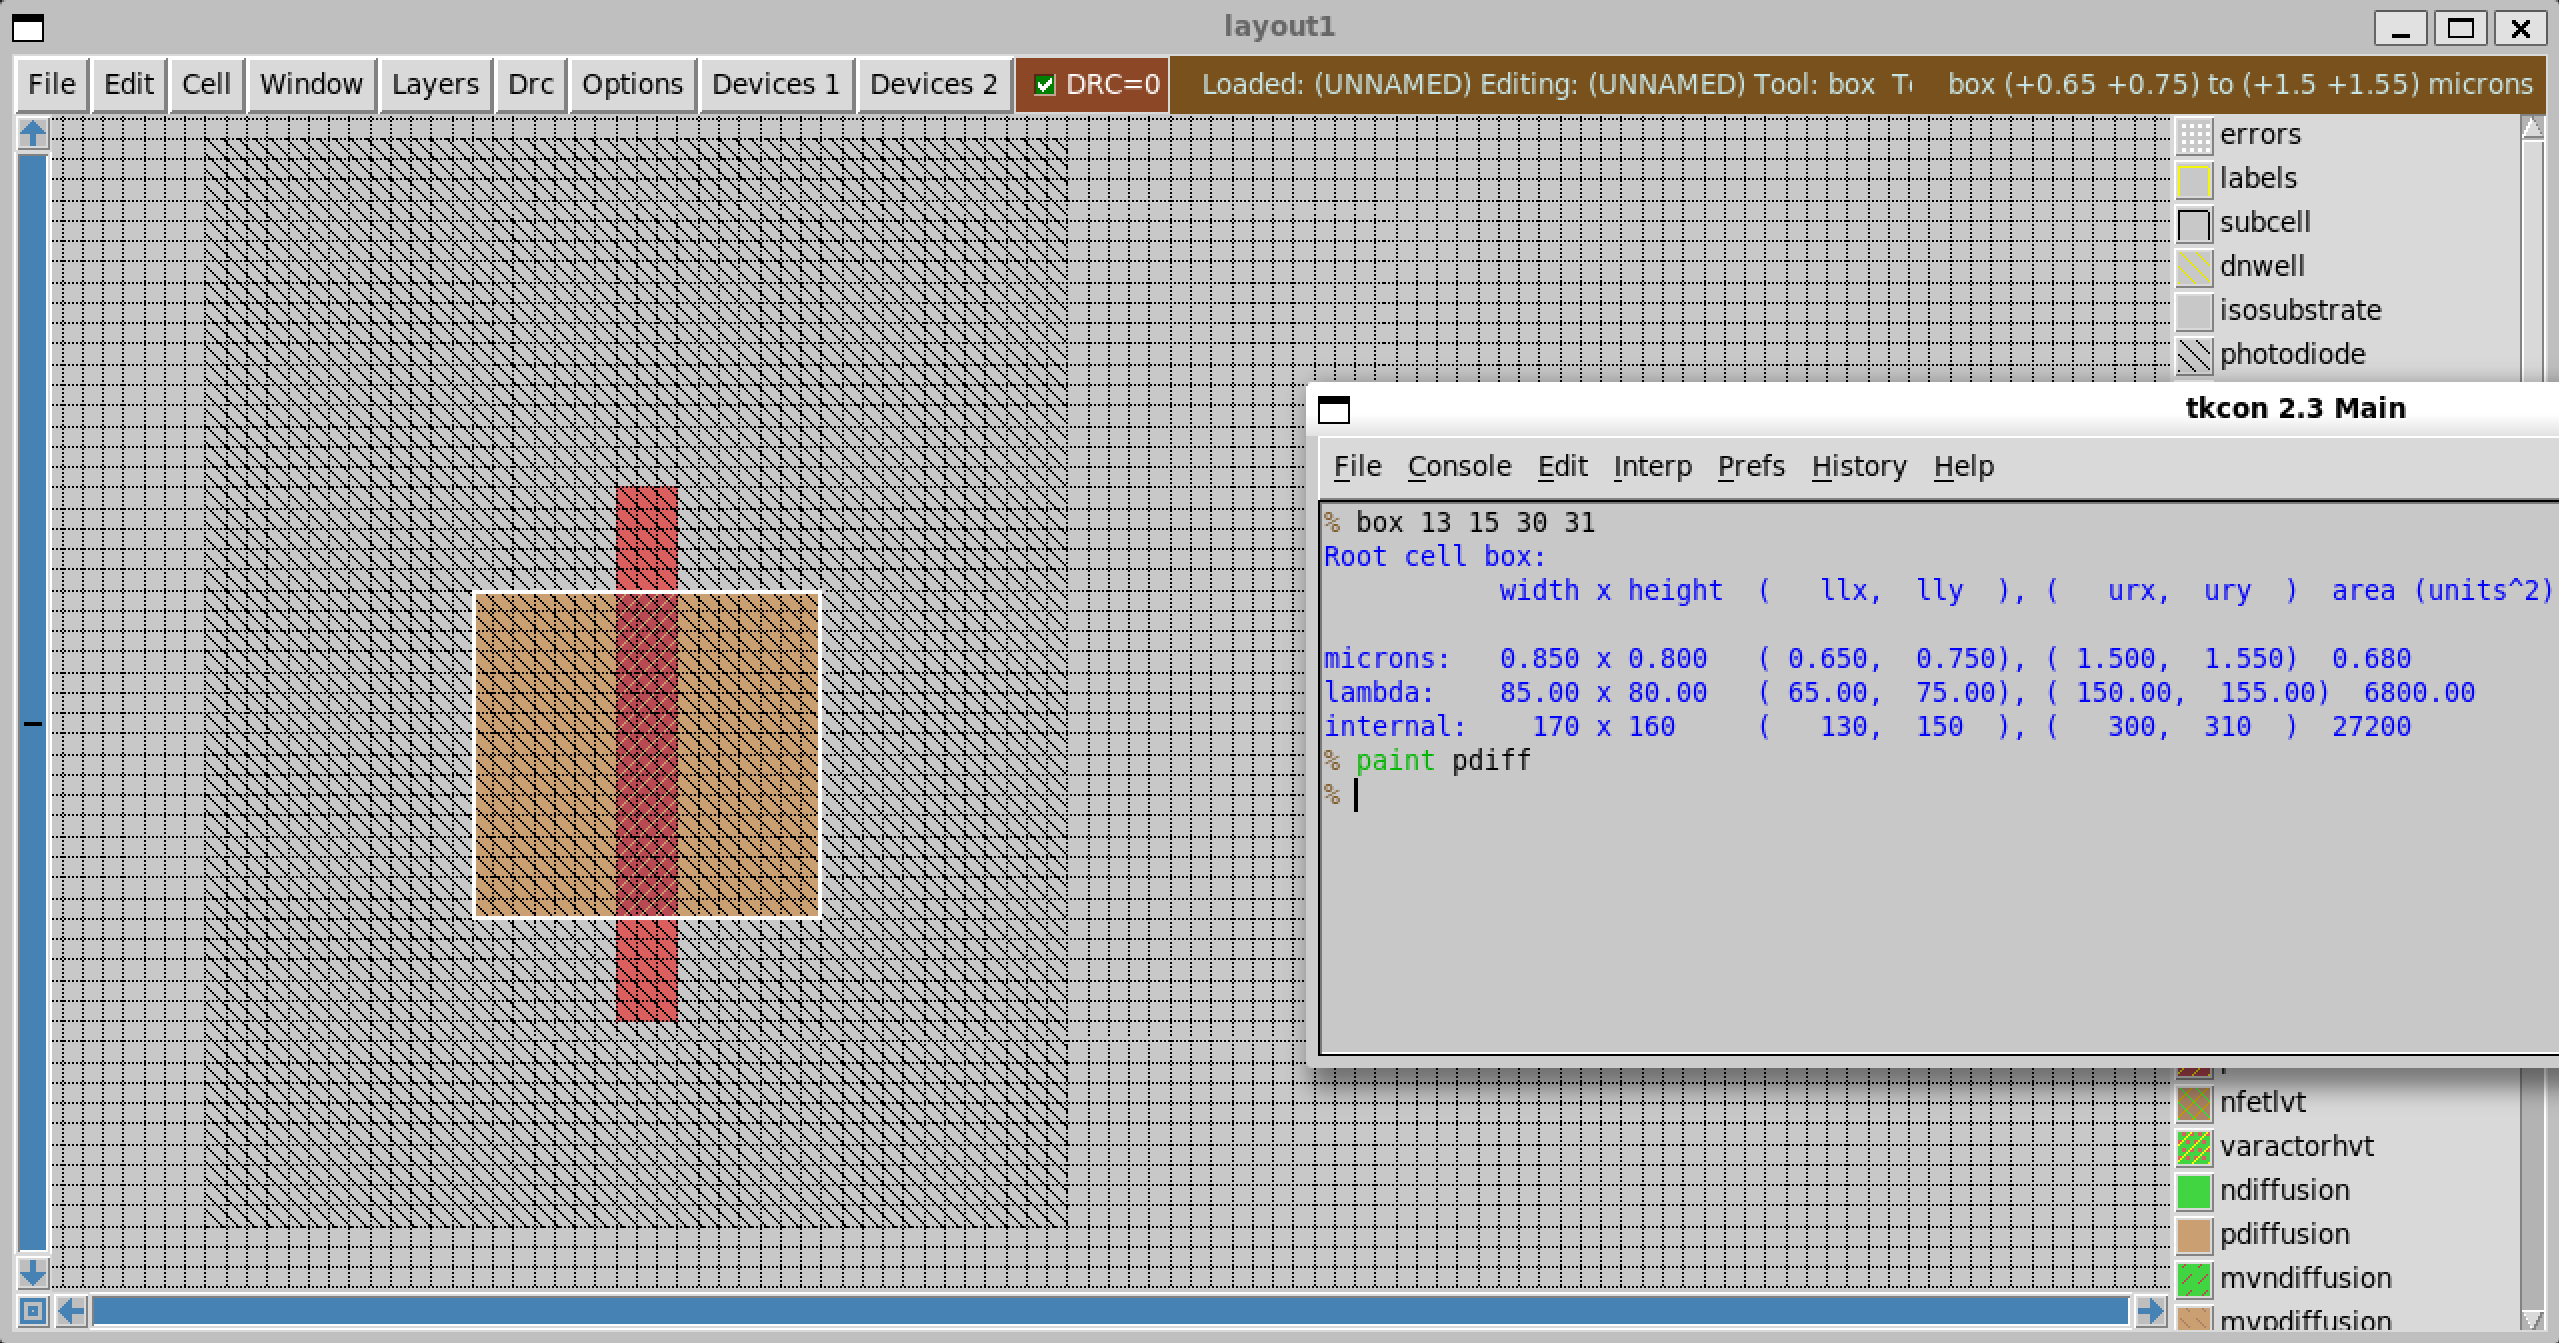 layout1
File Edit Cell Window Layers Drc Options Devices 1 Devices 2 DRC=0 Loaded: (UNNAMED) Editing: (UNNAMED) Tool: box box (+0.65 +0.75) to (+1.5 +1.55) microns
errors
labels
subcell
dnwell
isosubstrate
photodiode
tkcon 2.3 Main
File Console Edit Interp Prefs History Help
% box 13 15 30 31
Root cell box:
width x height ( llx, lly ), ( urx, ury ) area (units^2)
microns: 0.850 x 0.800 ( 0.650, 0.750), ( 1.500, 1.550) 0.680
lambda: 85.00 x 80.00 ( 65.00, 75.00), ( 150.00, 155.00) 6800.00
internal: 170 x 160 ( 130, 150 ), ( 300, 310 ) 27200
% paint pdiff
%
nfetlvt
varactorhvt
ndiffusion
pdiffusion
mvndiffusion
mvpdiffusion